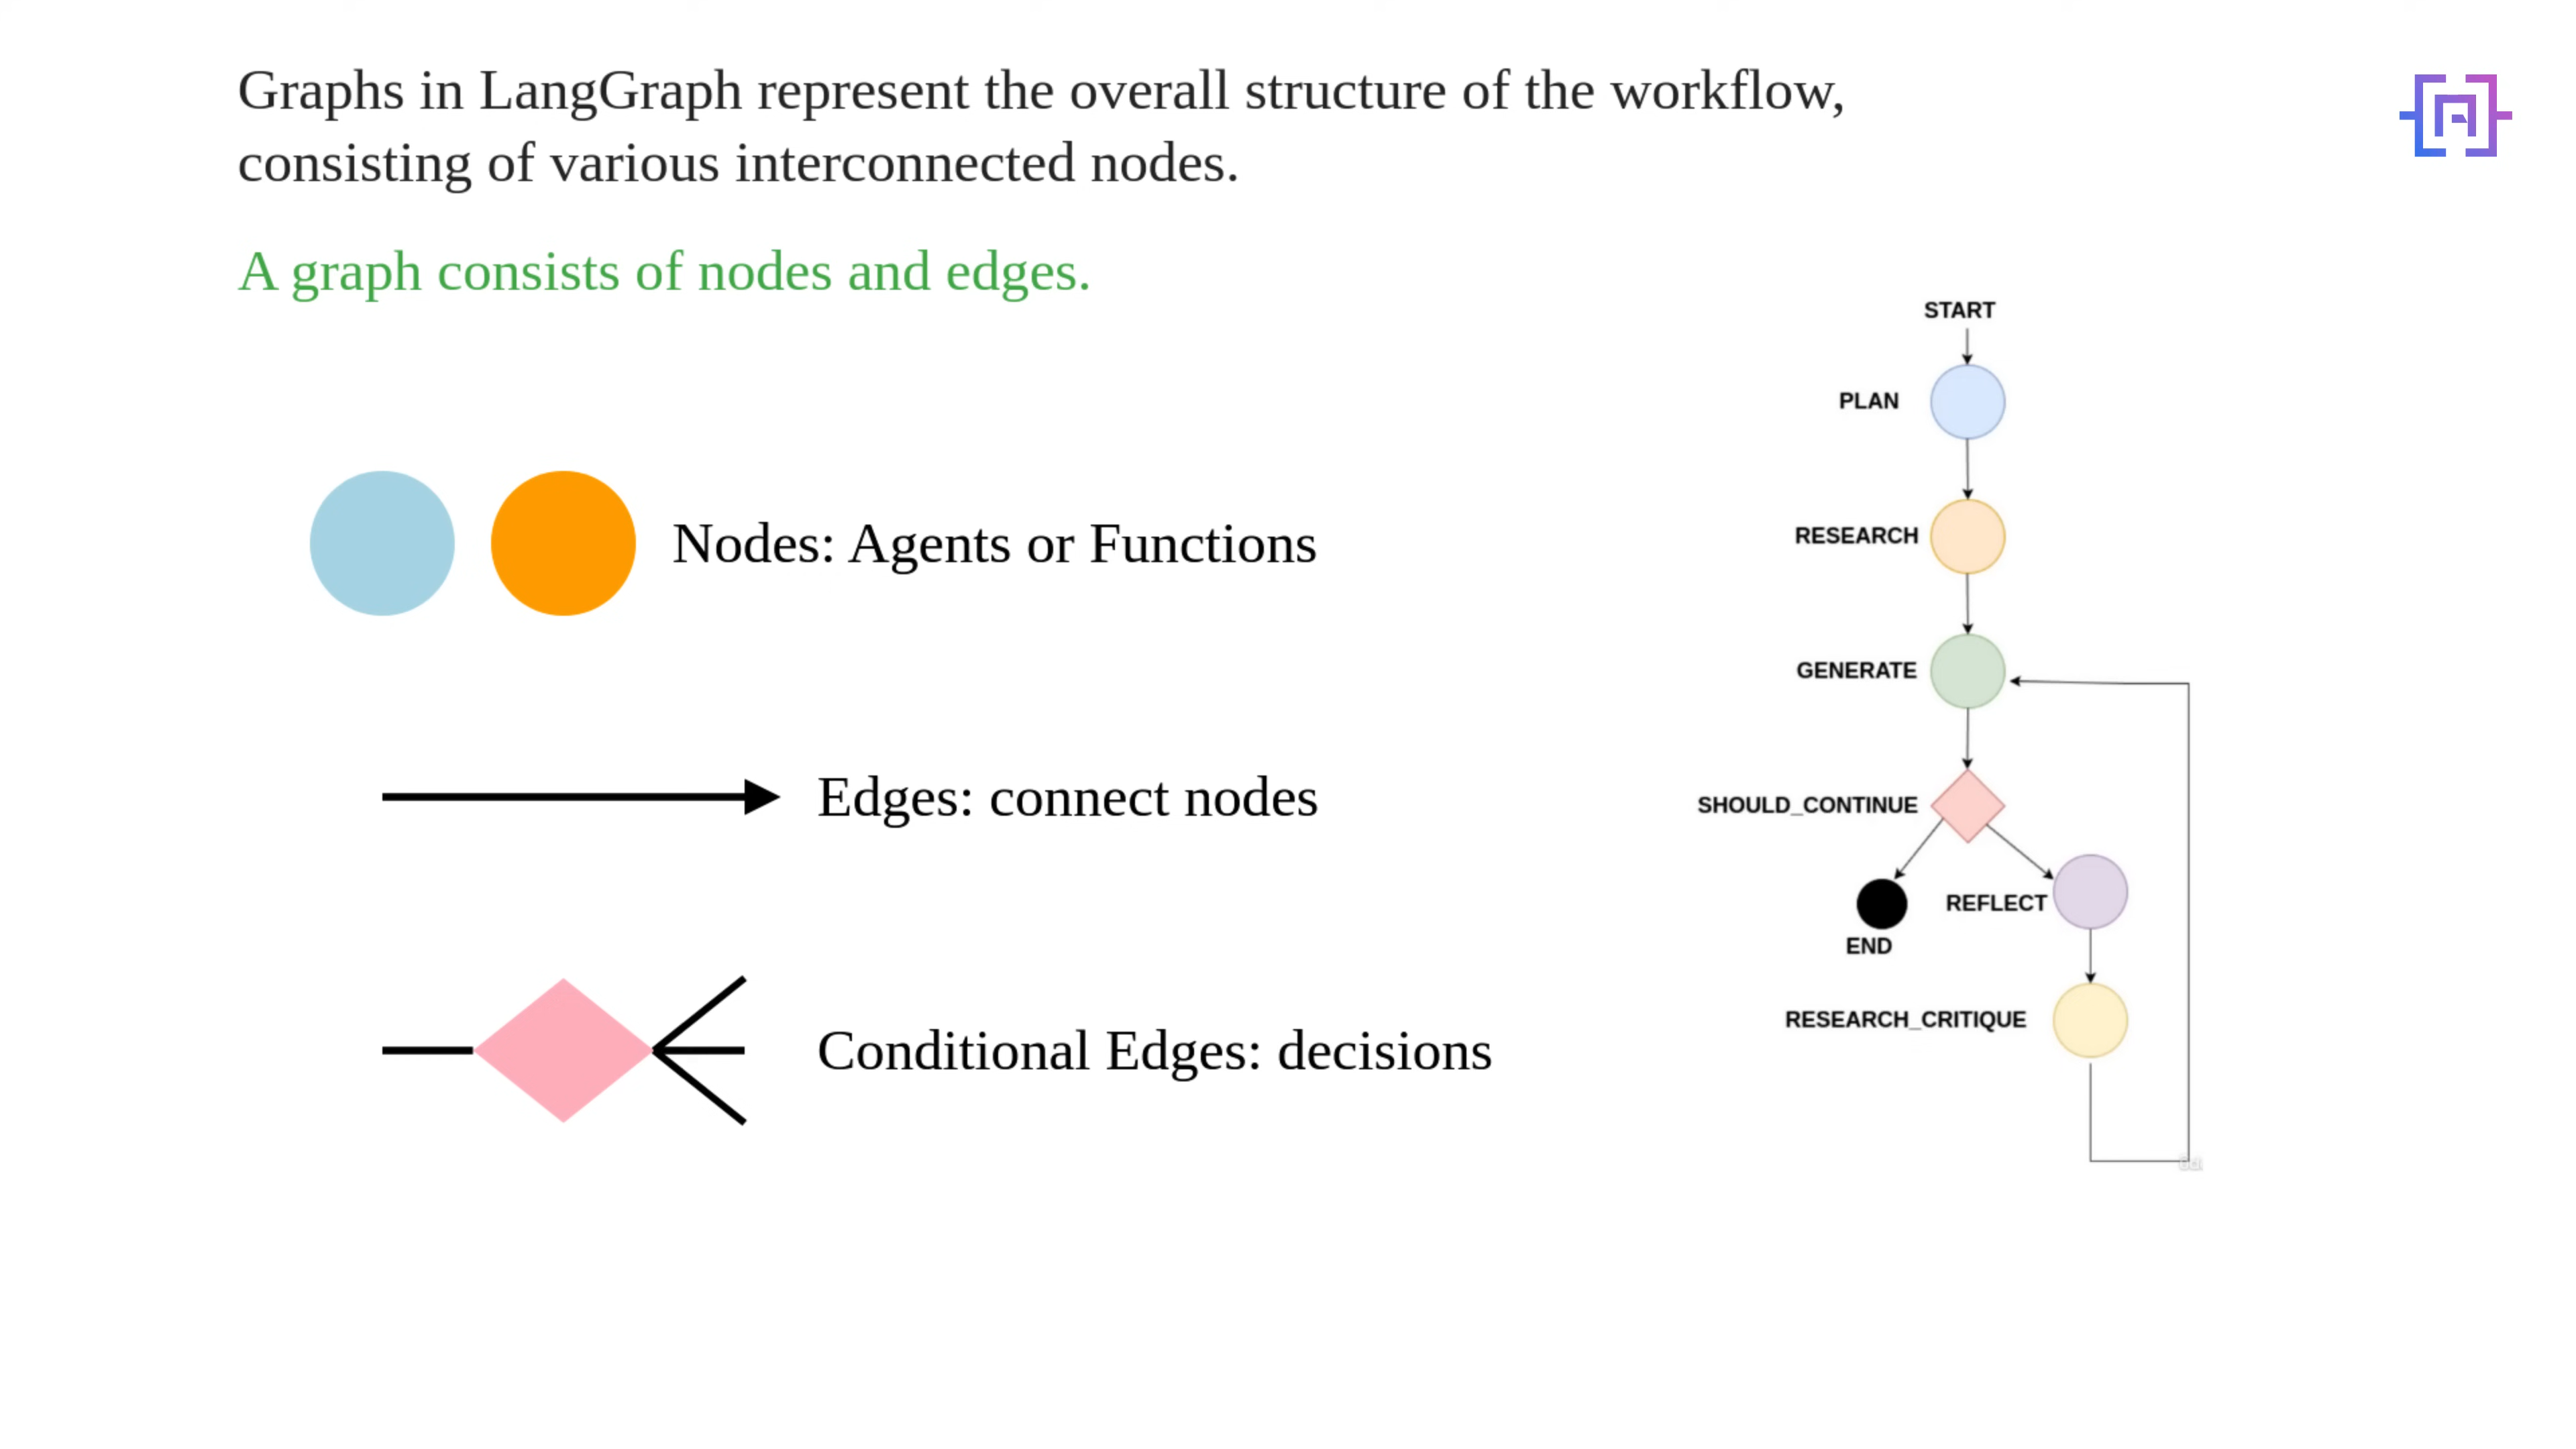 Graphs in LangGraph represent the overall structure of the workflow,
consisting of various interconnected nodes.
A graph consists of nodes and edges.
Nodes: Agents or Functions
Edges: connect nodes
Conditional Edges: decisions
START
PLAN
RESEARCH
GENERATE
SHOULD_CONTINUE
REFLECT
END
RESEARCH_CRITIQUE